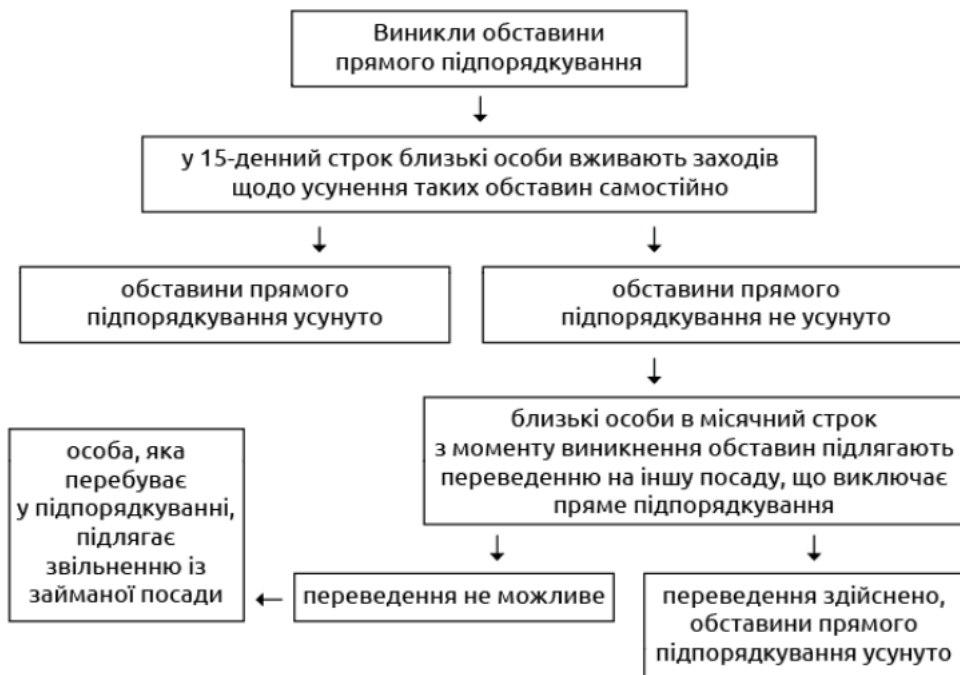 Виникли обставини
прямого підпорядкування
у 15-денний строк близькі особи вживають заходів
щодо усунення таких обставин самостійно
обставини прямого
підпорядкування усунуто
обставини прямого
підпорядкування не усунуто
близькі особи в місячний строк
з моменту виникнення обставин підлягають
переведенню на іншу посаду, що виключає
пряме підпорядкування
особа, яка
перебуває
у підпорядкуванні,
підлягає
звільненню із
займаної посади
переведення не можливе
переведення здійснено,
обставини прямого
підпорядкування усунуто